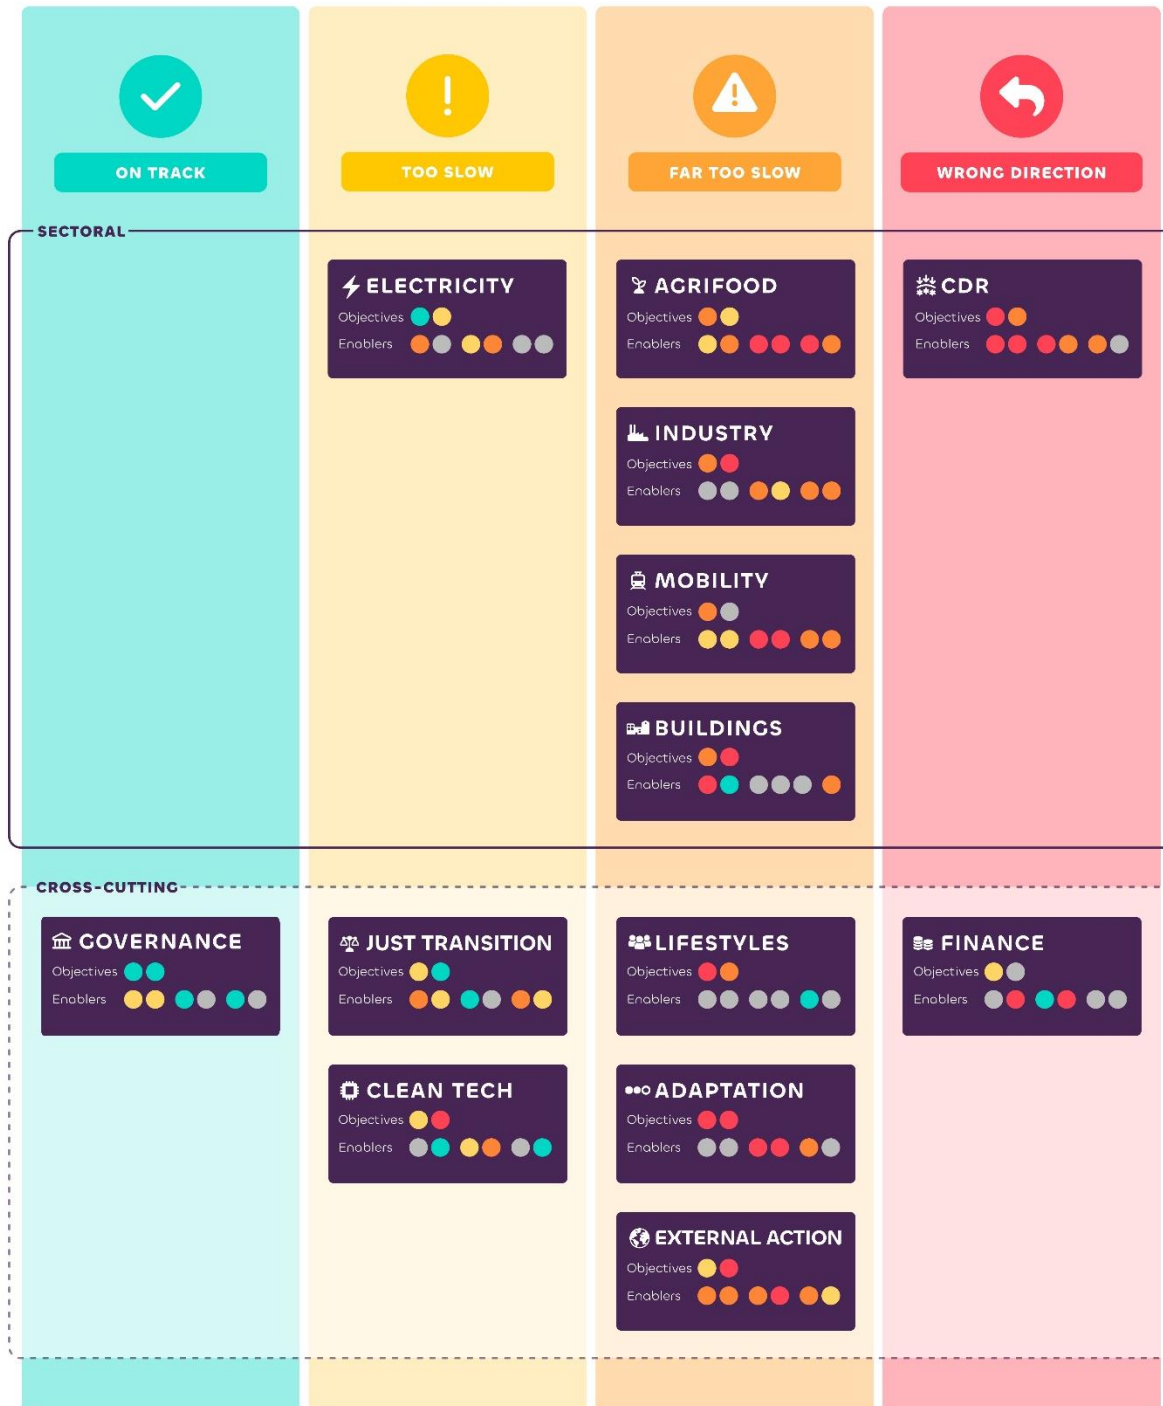 ON TRACK
TOO SLOW
FAR TOO SLOW
WRONG DIRECTION
SECTORAL
ELECTRICITY
Objectives
Enablers
AGRIFOOD
Objectives
Enablers
CDR
Objectives
Enablers
INDUSTRY
Objectives
Enablers
MOBILITY
Objectives
Enablers
BUILDINGS
Objectives
Enablers
CROSS-CUTTING
GOVERNANCE
Objectives
Enablers
JUST TRANSITION
Objectives
Enablers
LIFESTYLES
Objectives
Enablers
FINANCE
Objectives
Enablers
CLEAN TECH
Objectives
Enablers
ADAPTATION
Objectives
Enablers
EXTERNAL ACTION
Objectives
Enablers